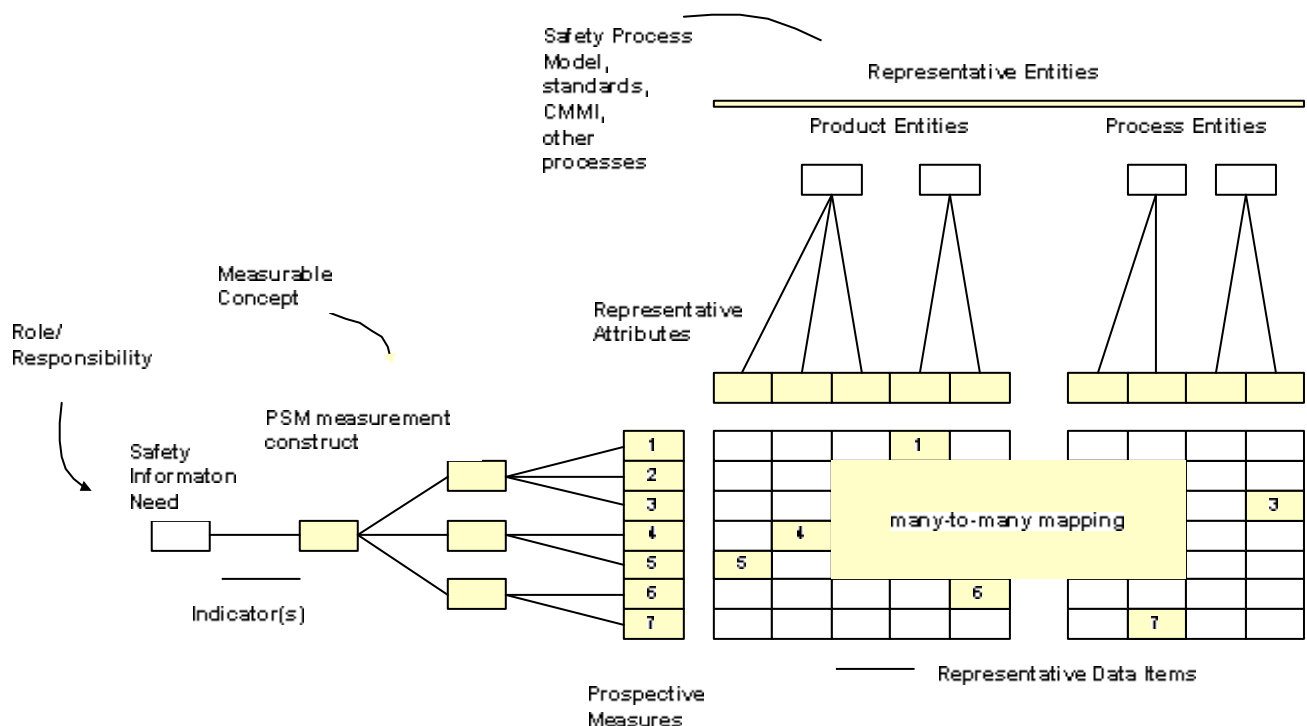 Safety Process
Model,
standards,
CMMI,
other
processes
Representative Entities
Product Entities
Process Entities
Measurable
Concept
Representative
Attributes
Role/
Responsibility
PSM measurement
construct
Safety
Informaton
Need
Indicator(s)
1
2
3
4
5
6
7
1
3
many-to-many mapping
4
5
6
7
Representative Data Items
Prospective
Measures